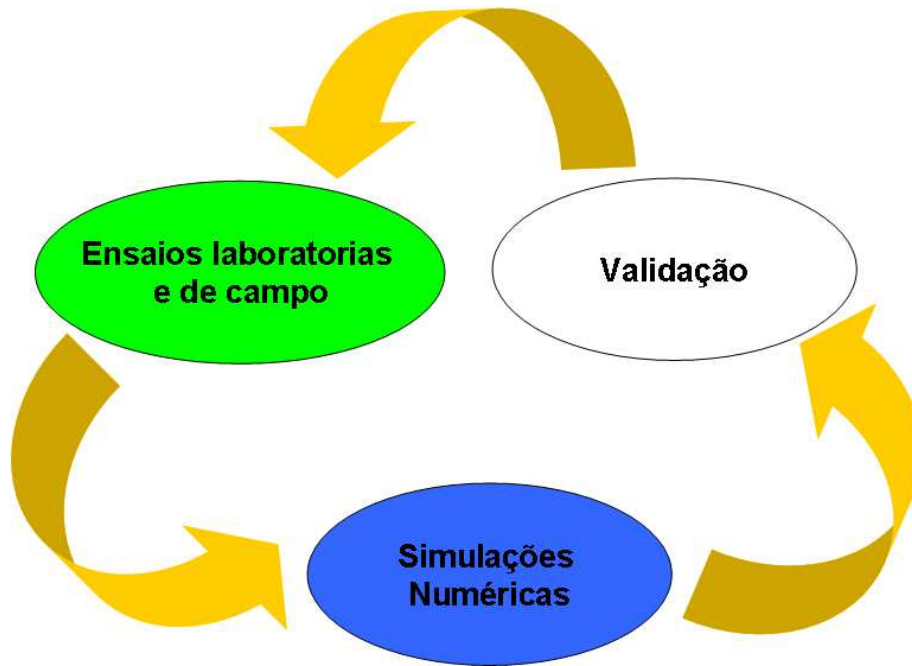 Ensaios laboratorias
e de campo
Validação
Simulações
Numéricas